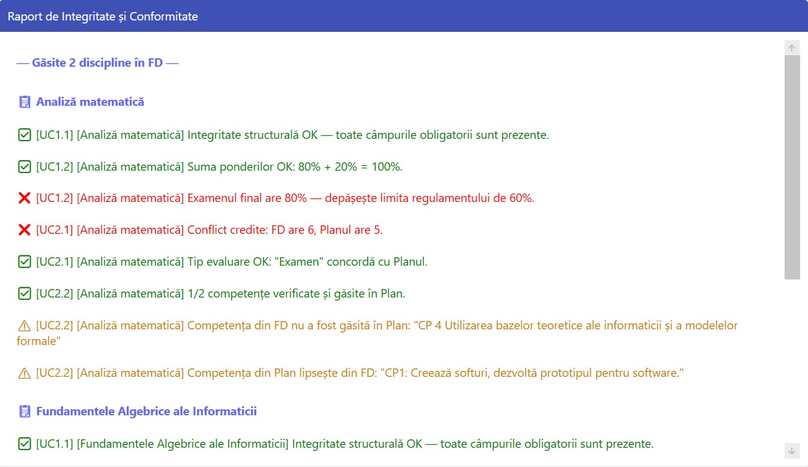 Raport de Integritate și Conformitate
— Găsite 2 discipline în FD —
Analiză matematică
[UC1.1] [Analiză matematică] Integritate structurală OK — toate câmpurile obligatorii sunt prezente.
[UC1.2] [Analiză matematică] Suma ponderilor OK: 80% + 20% = 100%.
[UC1.2] [Analiză matematică] Examenul final are 80% — depășește limita regulamentului de 60%.
[UC2.1] [Analiză matematică] Conflict credite: FD are 6, Planul are 5.
[UC2.1] [Analiză matematică] Tip evaluare OK: "Examen" concordă cu Planul.
[UC2.2] [Analiză matematică] 1/2 competențe verificate și găsite în Plan.
[UC2.2] [Analiză matematică] Competența din FD nu a fost găsită în Plan: "CP 4 Utilizarea bazelor teoretice ale informaticii și a modelelor
formale"
[UC2.2] [Analiză matematică] Competența din Plan lipsește din FD: "CP1: Creează softuri, dezvoltă prototipul pentru software."
Fundamentele Algebrice ale Informaticii
[UC1.1] [Fundamentele Algebrice ale Informaticii] Integritate structurală OK — toate câmpurile obligatorii sunt prezente.